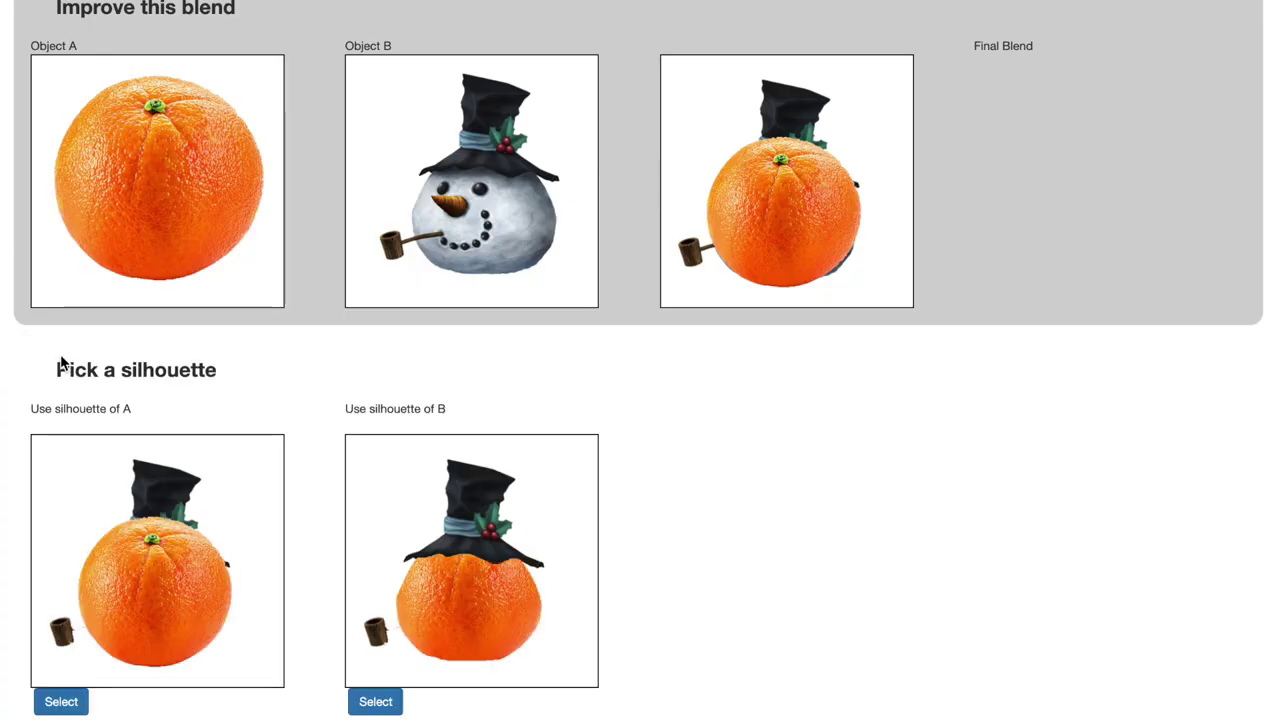 Improve this blend
Object A
Object B
Final Blend
Pick a silhouette
Use silhouette of A
Use silhouette of B
Select
Select